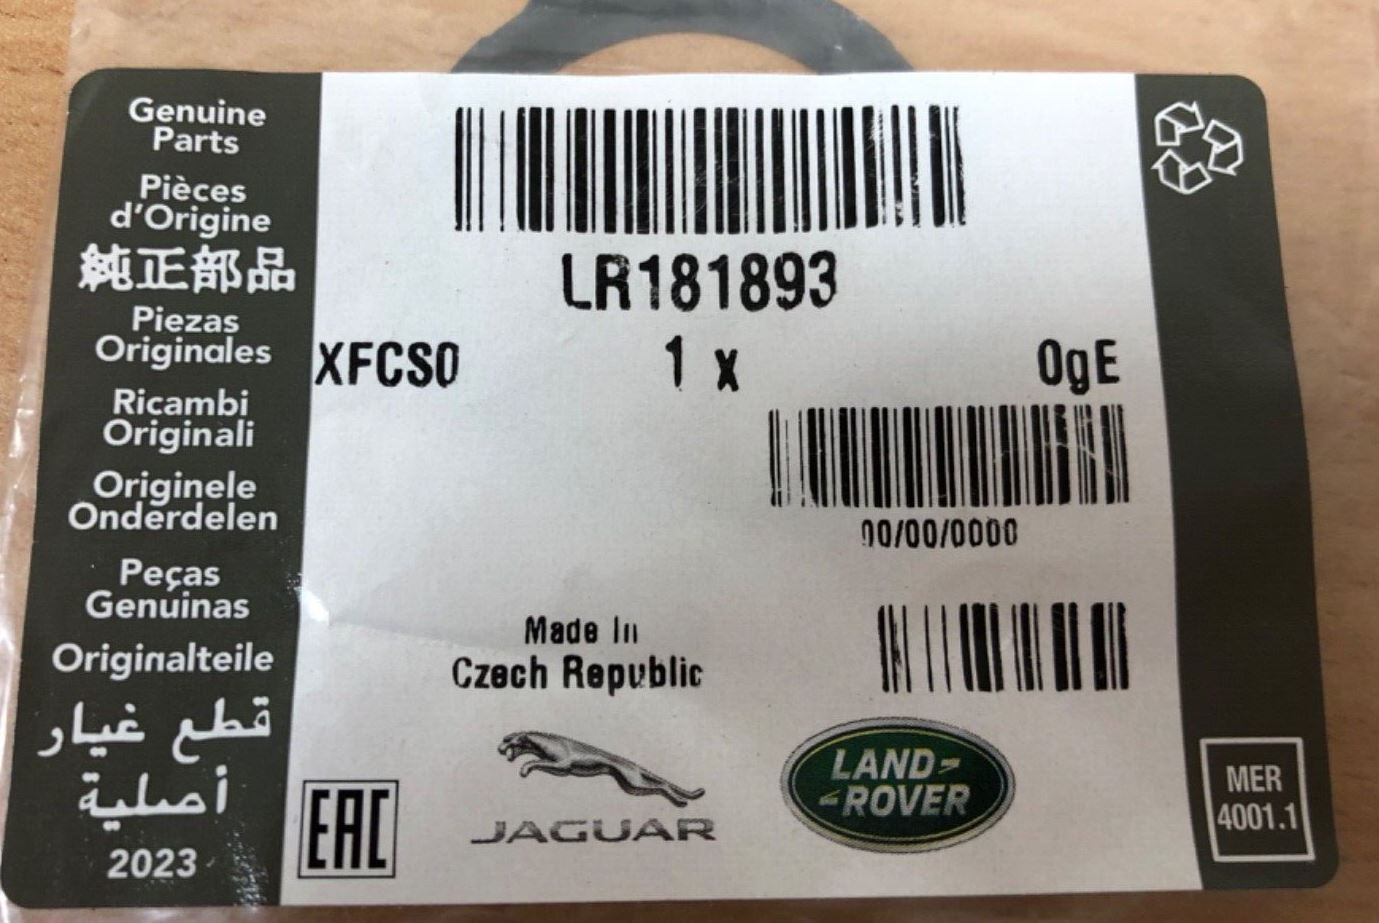 Genuine
Parts
Pièces
d'Origine
純正部品
Piezas
Originales
Ricambi
Originali
Originele
Onderdelen
Peças
Genuinas
Originalteile
قطع غيار
أصلية
2023
LR181893
XFCS0 1 x 0gE
00/00/0000
Made In
Czech Republic
EAC
JAGUAR
LAND-
-ROVER
MER
4001.1